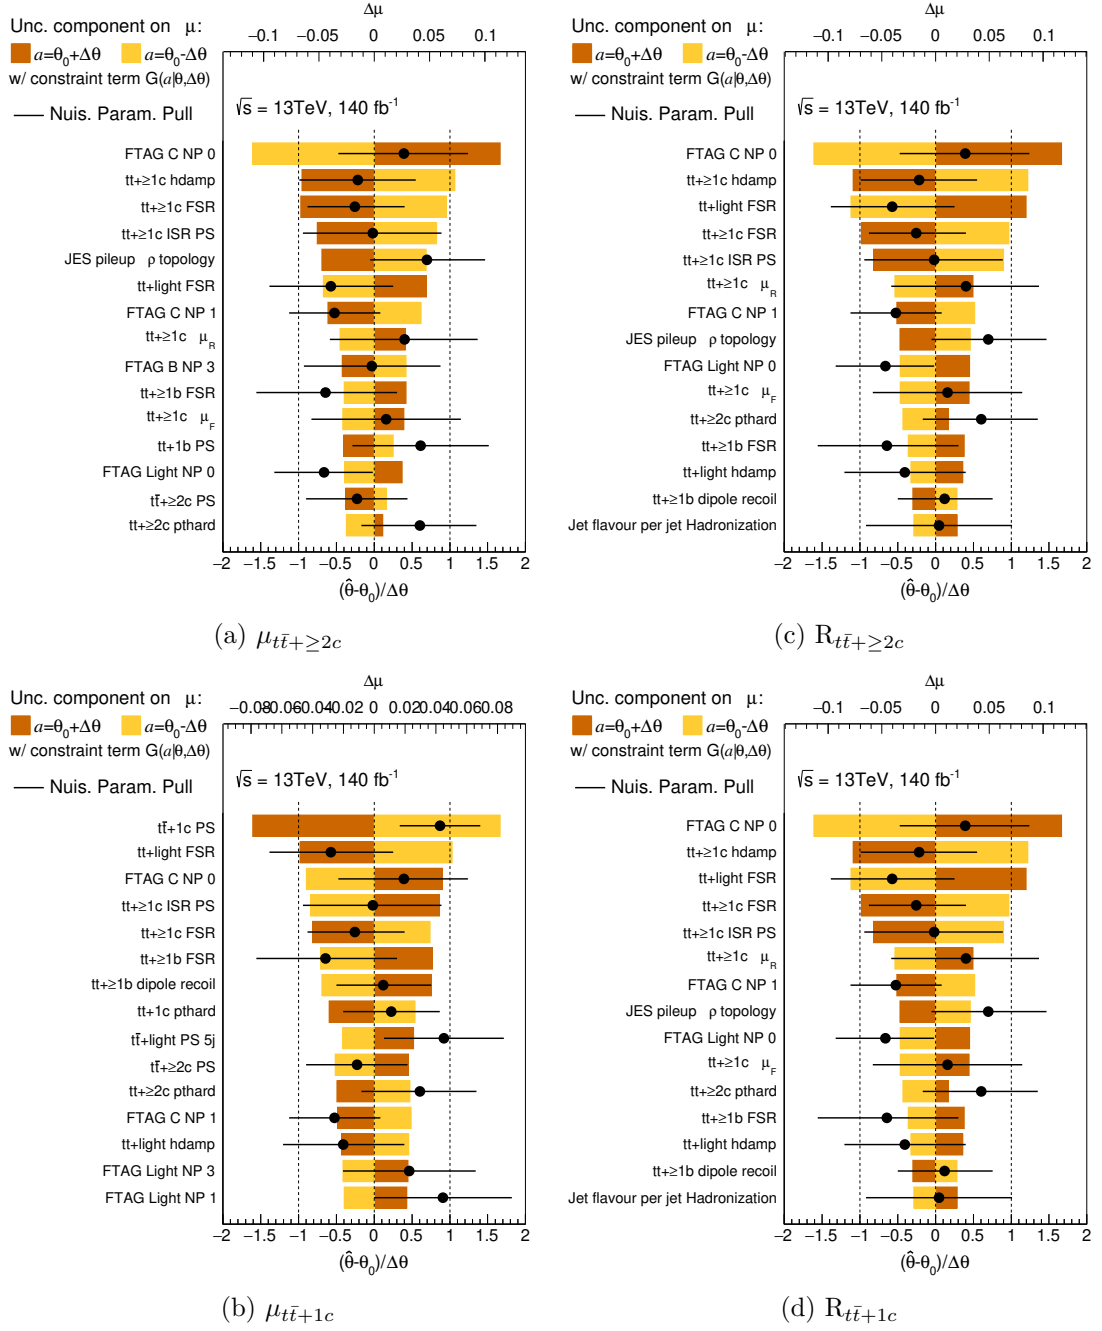 Unc. component on μ:
a=θ₀+Δθ a=θ₀-Δθ
w/ constraint term G(a|θ,Δθ)
Nuis. Param. Pull
Δμ
−0.1 −0.05 0 0.05 0.1
√s = 13TeV, 140 fb⁻¹
FTAG C NP 0
tt+≥1c hdamp
tt+≥1c FSR
tt+≥1c ISR PS
JES pileup ρ topology
tt+light FSR
FTAG C NP 1
tt+≥1c μ_R
FTAG B NP 3
tt+≥1b FSR
tt+≥1c μ_F
tt+1b PS
FTAG Light NP 0
tt̄+≥2c PS
tt+≥2c pthard
−2 −1.5 −1 −0.5 0 0.5 1 1.5 2
(θ̂-θ₀)/Δθ
(a) μ_{tt̄+≥2c}
Unc. component on μ:
a=θ₀+Δθ a=θ₀-Δθ
w/ constraint term G(a|θ,Δθ)
Nuis. Param. Pull
Δμ
−0.1 −0.05 0 0.05 0.1
√s = 13TeV, 140 fb⁻¹
FTAG C NP 0
tt+≥1c hdamp
tt+light FSR
tt+≥1c FSR
tt+≥1c ISR PS
tt+≥1c μ_R
FTAG C NP 1
JES pileup ρ topology
FTAG Light NP 0
tt+≥1c μ_F
tt+≥2c pthard
tt+≥1b FSR
tt+light hdamp
tt+≥1b dipole recoil
Jet flavour per jet Hadronization
−2 −1.5 −1 −0.5 0 0.5 1 1.5 2
(θ̂-θ₀)/Δθ
(c) R_{tt̄+≥2c}
Unc. component on μ:
a=θ₀+Δθ a=θ₀-Δθ
w/ constraint term G(a|θ,Δθ)
Nuis. Param. Pull
Δμ
−0.08 −0.06 −0.04 −0.02 0 0.02 0.04 0.06 0.08
√s = 13TeV, 140 fb⁻¹
tt̄+1c PS
tt+light FSR
FTAG C NP 0
tt+≥1c ISR PS
tt+≥1c FSR
tt+≥1b FSR
tt+≥1b dipole recoil
tt+1c pthard
tt̄+light PS 5j
tt̄+≥2c PS
tt+≥2c pthard
FTAG C NP 1
tt+light hdamp
FTAG Light NP 3
FTAG Light NP 1
−2 −1.5 −1 −0.5 0 0.5 1 1.5 2
(θ̂-θ₀)/Δθ
(b) μ_{tt̄+1c}
Unc. component on μ:
a=θ₀+Δθ a=θ₀-Δθ
w/ constraint term G(a|θ,Δθ)
Nuis. Param. Pull
Δμ
−0.1 −0.05 0 0.05 0.1
√s = 13TeV, 140 fb⁻¹
FTAG C NP 0
tt+≥1c hdamp
tt+light FSR
tt+≥1c FSR
tt+≥1c ISR PS
tt+≥1c μ_R
FTAG C NP 1
JES pileup ρ topology
FTAG Light NP 0
tt+≥1c μ_F
tt+≥2c pthard
tt+≥1b FSR
tt+light hdamp
tt+≥1b dipole recoil
Jet flavour per jet Hadronization
−2 −1.5 −1 −0.5 0 0.5 1 1.5 2
(θ̂-θ₀)/Δθ
(d) R_{tt̄+1c}